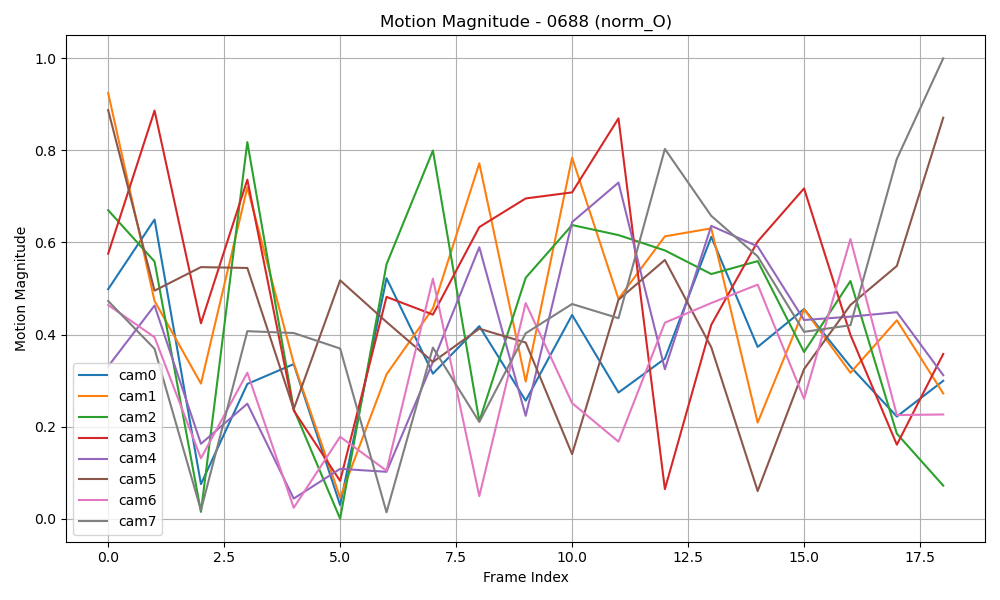 Motion Magnitude - 0688 (norm_O)
Motion Magnitude
1.0
0.8
0.6
0.4
0.2
0.0
cam0
cam1
cam2
cam3
cam4
cam5
cam6
cam7
0.0 2.5 5.0 7.5 10.0 12.5 15.0 17.5
Frame Index